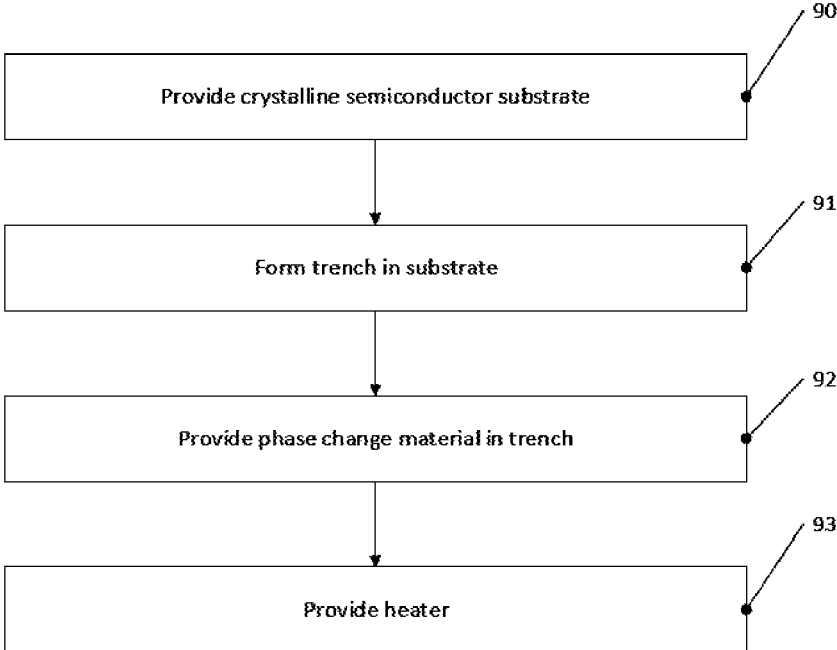 90
Provide crystalline semiconductor substrate
91
Form trench in substrate
92
Provide phase change material in trench
93
Provide heater